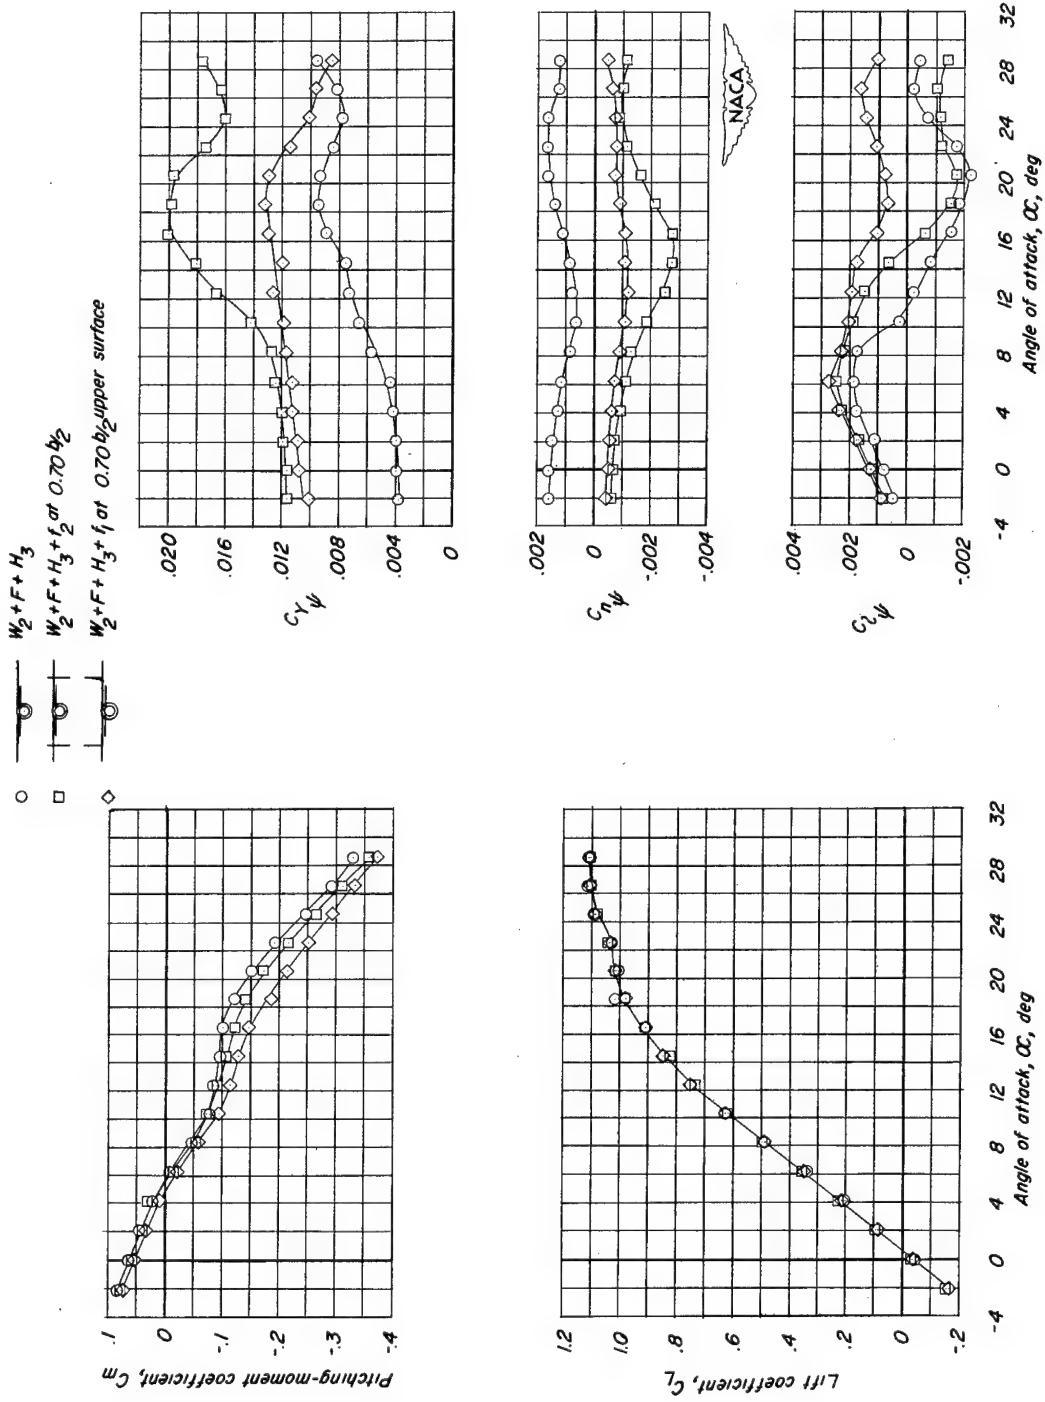 W₂+F+H₃
W₂+F+H₃+f₂ at 0.70 b/2
W₂+F+H₃+f₁ at 0.70 b/2 upper surface
.1
0
-.1
-.2
-.3
-.4
Pitching-moment coefficient, Cm
1.2
1.0
.8
.6
.4
.2
0
-.2
Lift coefficient, CL
-4 0 4 8 12 16 20 24 28 32
Angle of attack, α, deg
.020
.016
.012
.008
.004
0
CYψ
.002
0
-.002
-.004
Cnψ
NACA
.004
.002
0
-.002
Clψ
-4 0 4 8 12 16 20 24 28 32
Angle of attack, α, deg